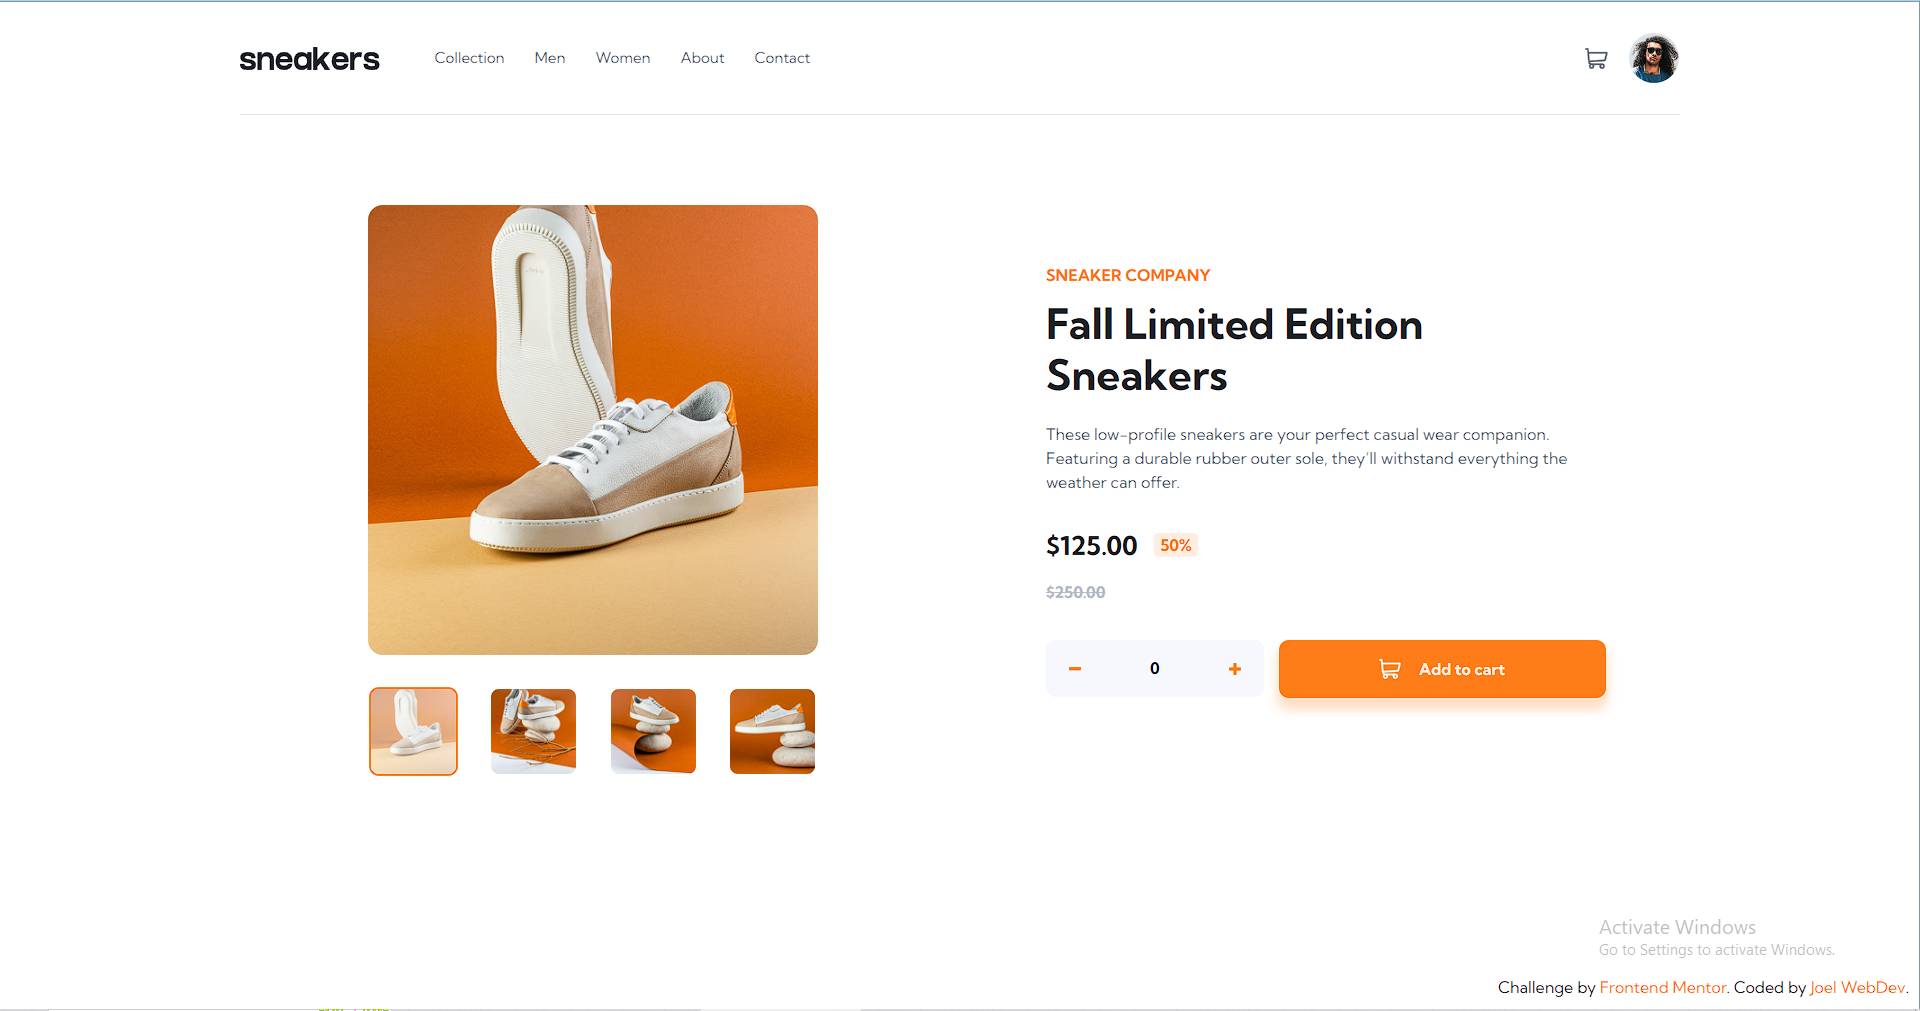 sneakers
Collection Men Women About Contact
SNEAKER COMPANY
Fall Limited Edition
Sneakers
These low-profile sneakers are your perfect casual wear companion.
Featuring a durable rubber outer sole, they'll withstand everything the
weather can offer.
$125.00 50%
$250.00
0
Add to cart
Activate Windows
Go to Settings to activate Windows.
Challenge by Frontend Mentor. Coded by Joel WebDev.